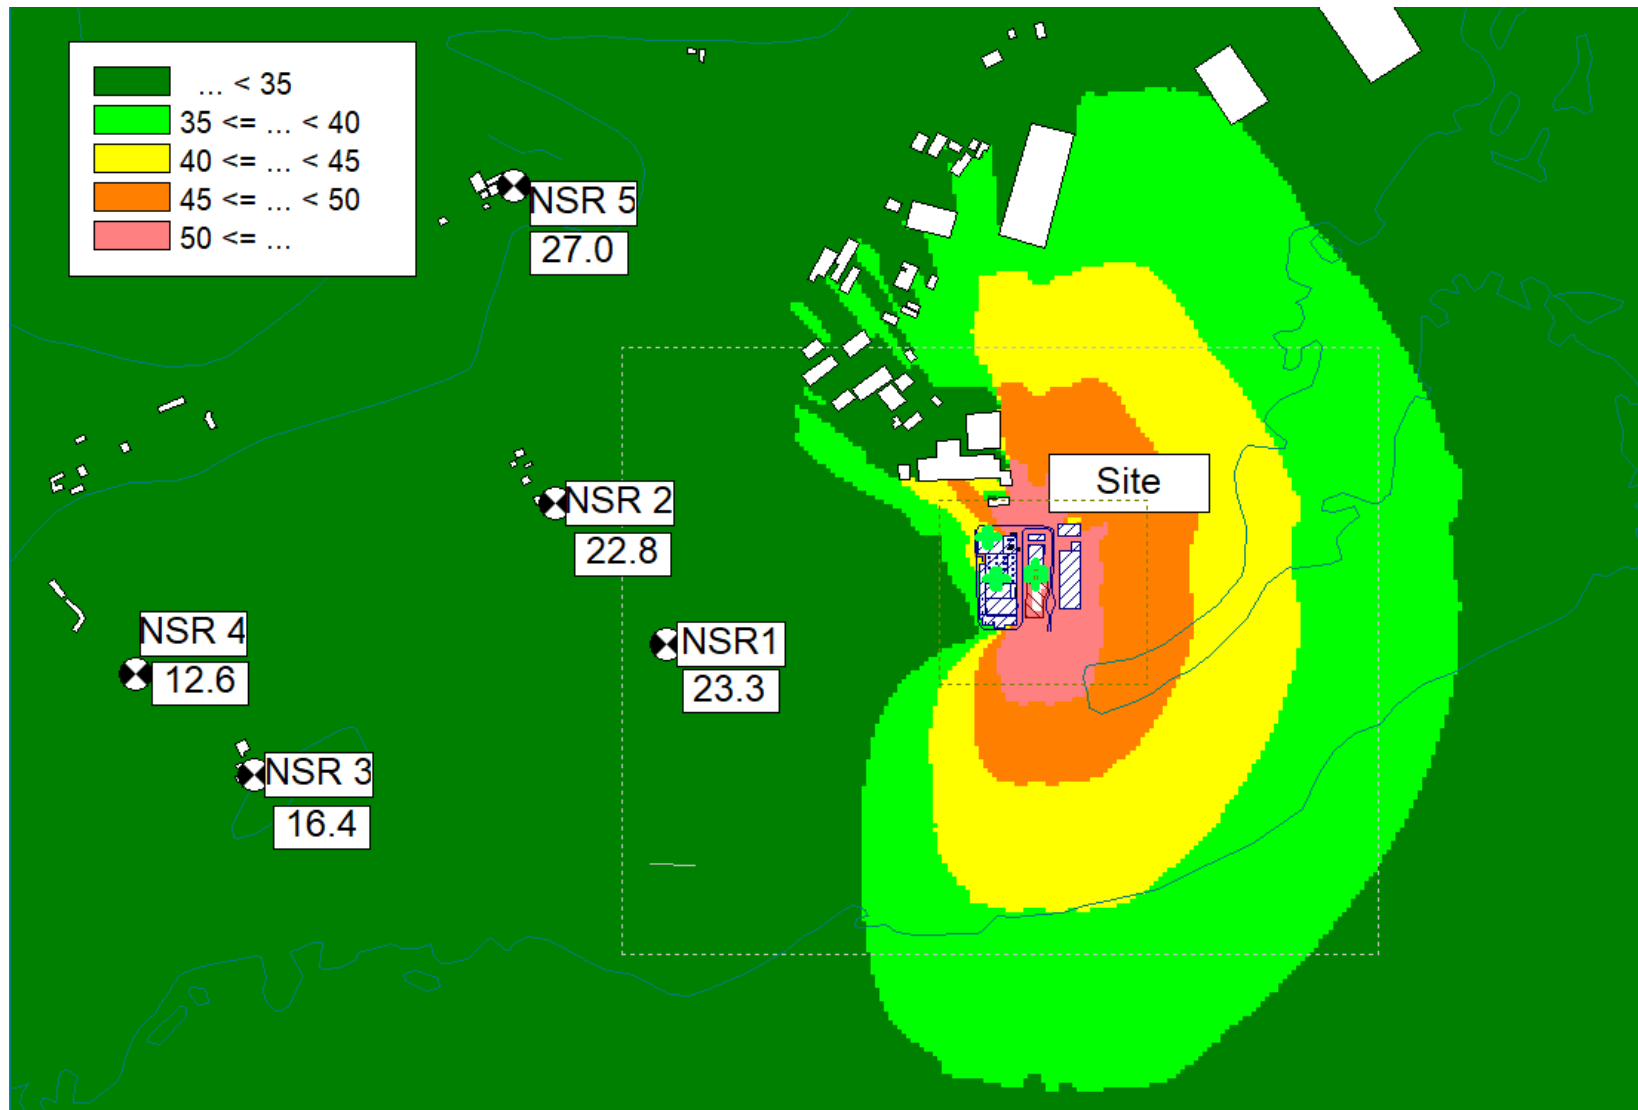 ... < 35
35 <= ... < 40
40 <= ... < 45
45 <= ... < 50
50 <= ...
NSR 5
27.0
Site
NSR 2
22.8
NSR 4
12.6
NSR1
23.3
NSR 3
16.4